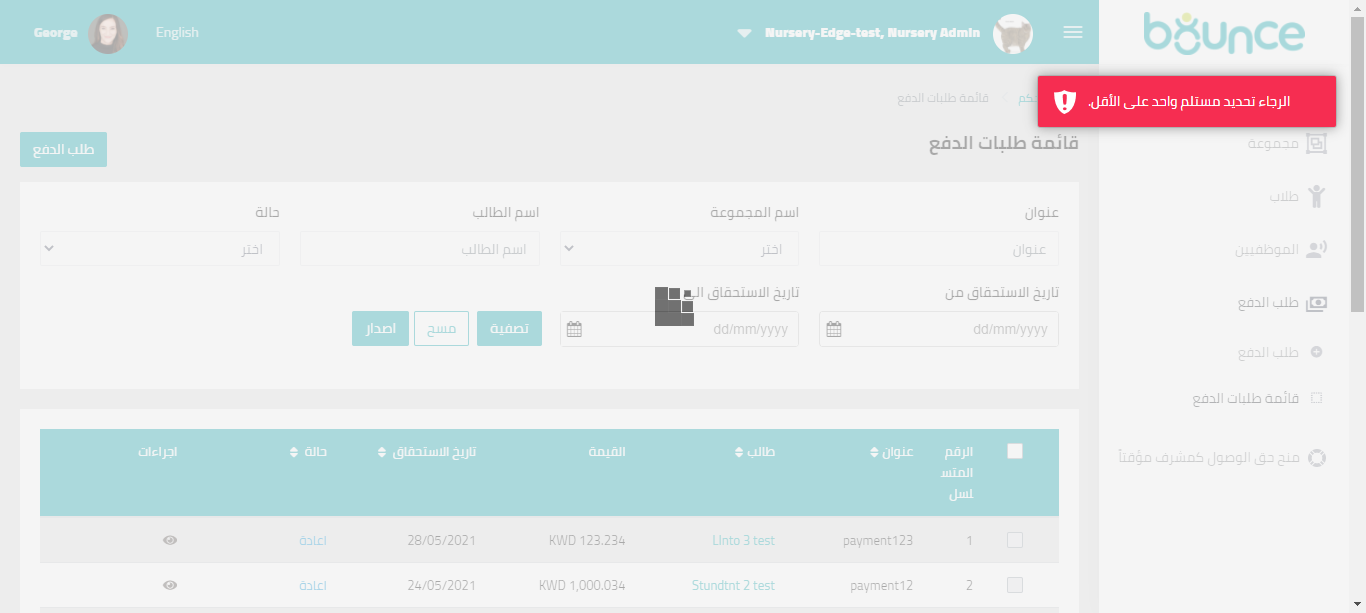 bounce
Nursery-Edge-test, Nursery Admin
English
George
الرجاء تحديد مستلم واحد على الأقل.
قائمة طلبات الدفع
قائمة طلبات الدفع
طلب الدفع
مجموعة
طلاب
الموظفيين
طلب الدفع
طلب الدفع
قائمة طلبات الدفع
منح حق الوصول كمشرف مؤقتاً
عنوان
اسم المجموعة
اسم الطالب
حالة
عنوان
اختر
اسم الطالب
اختر
تاريخ الاستحقاق من
تاريخ الاستحقاق
dd/mm/yyyy
dd/mm/yyyy
تصفية
مسح
اصدار
الرقم المتسلسل
عنوان
طالب
القيمة
تاريخ الاستحقاق
حالة
اجراءات
1
payment123
LInto 3 test
KWD 123.234
28/05/2021
اعادة
2
payment12
Stundtnt 2 test
KWD 1,000.034
24/05/2021
اعادة